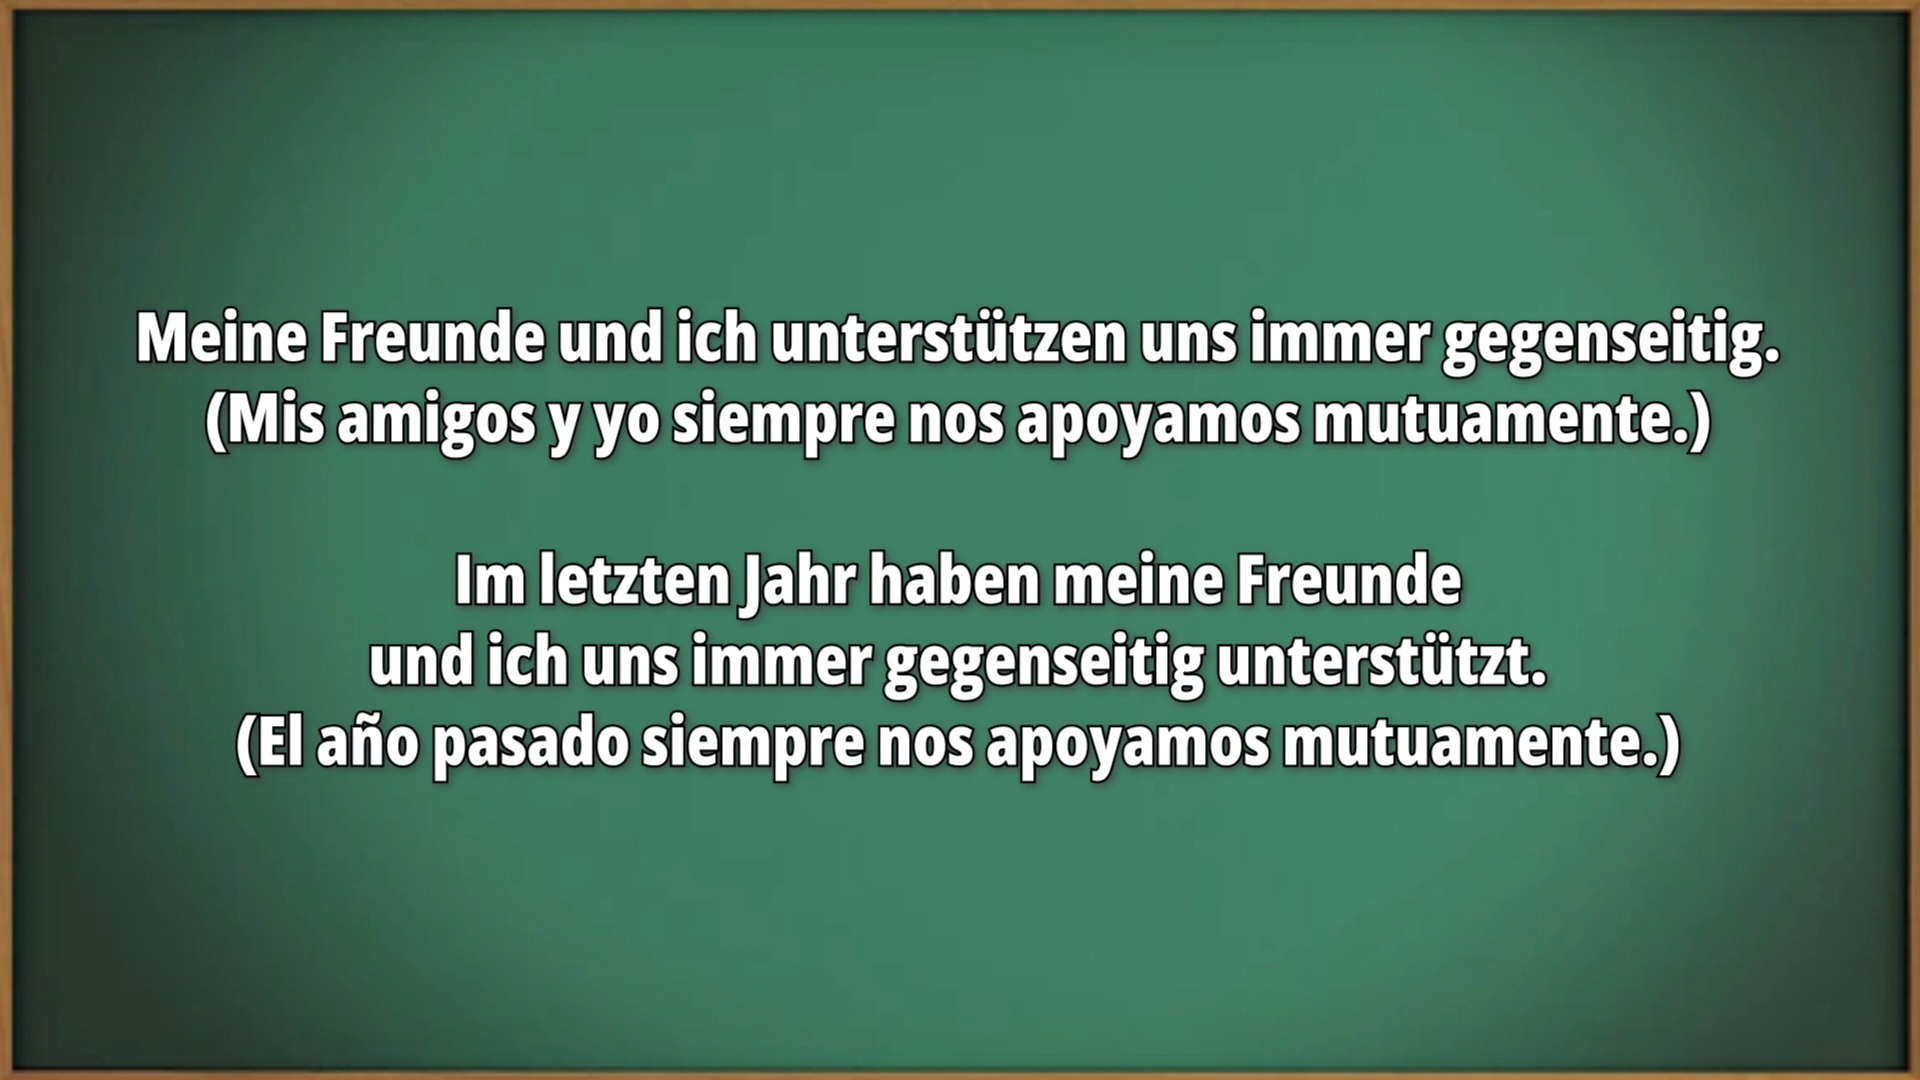 Meine Freunde und ich unterstützen uns immer gegenseitig.
(Mis amigos y yo siempre nos apoyamos mutuamente.)
Im letzten Jahr haben meine Freunde
und ich uns immer gegenseitig unterstützt.
(El año pasado siempre nos apoyamos mutuamente.)